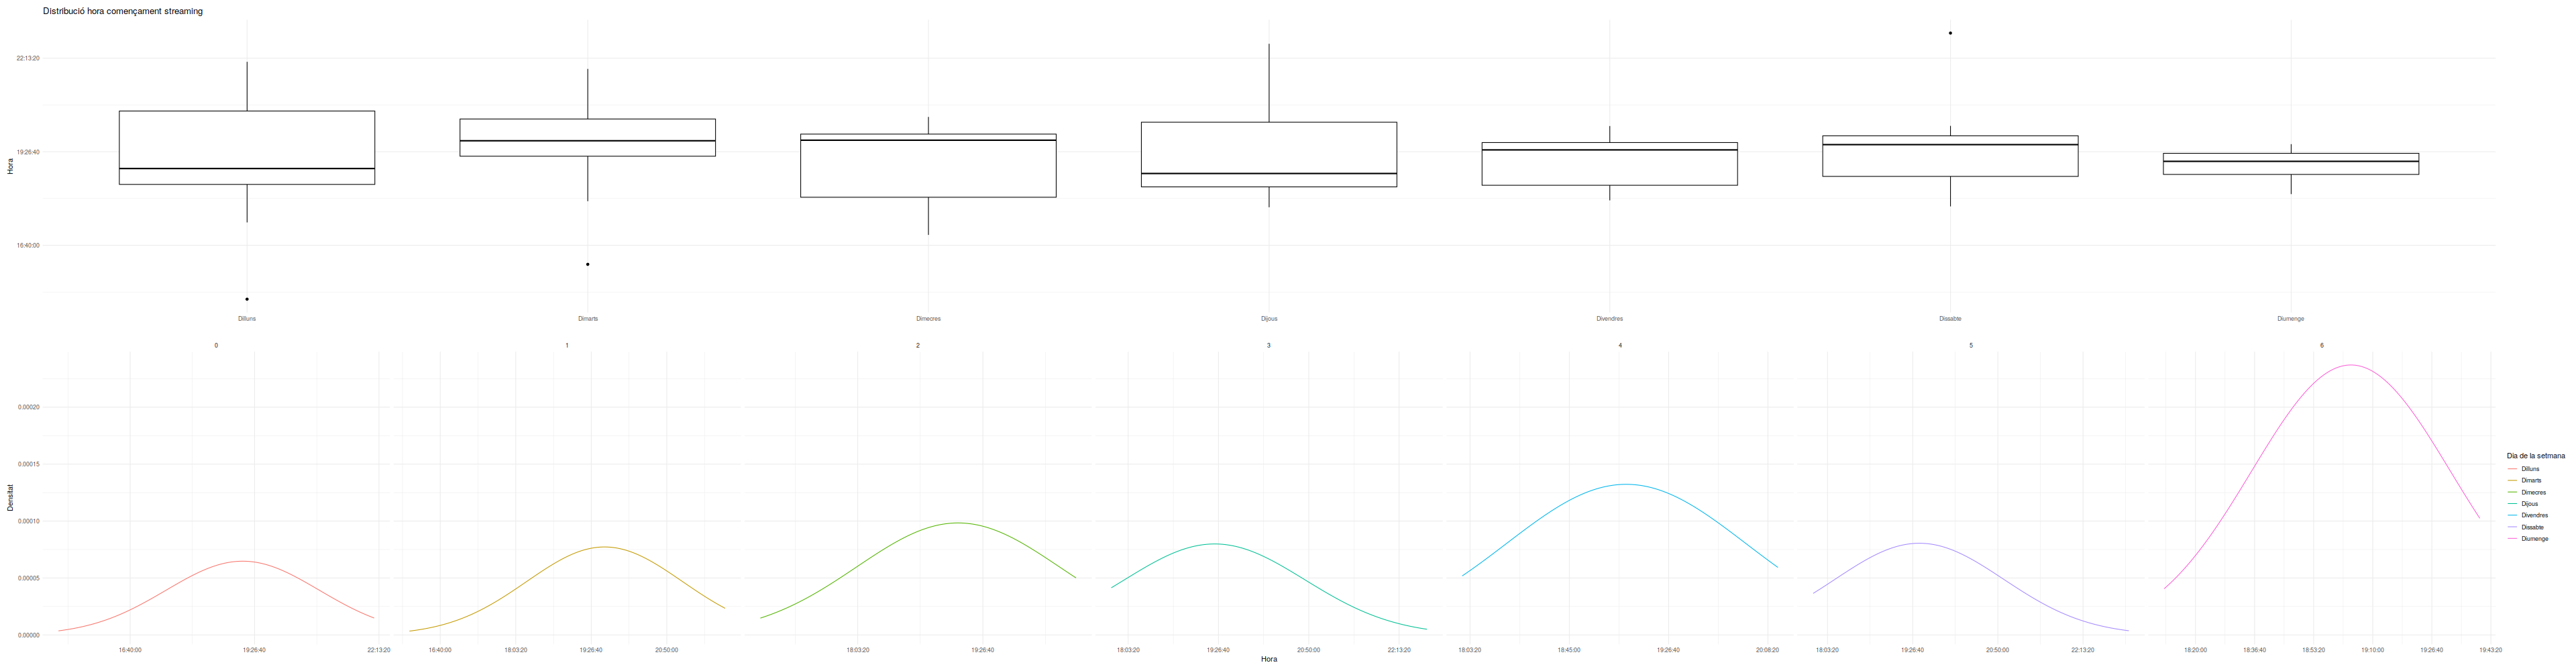 Distribució hora començament streaming
Hora
22:13:20
19:26:40
16:40:00
Dilluns Dimarts Dimecres Dijous Divendres Dissabte Diumenge
0 1 2 3 4 5 6
Densitat
0.00020
0.00015
0.00010
0.00005
0.00000
16:40:00 19:26:40 22:13:20 16:40:00 18:03:20 19:26:40 20:50:00 18:03:20 19:26:40 18:03:20 19:26:40 20:50:00 22:13:20 18:03:20 18:45:00 19:26:40 20:08:20 18:03:20 19:26:40 20:50:00 22:13:20 18:20:00 18:36:40 18:53:20 19:10:00 19:26:40 19:43:20
Hora
Dia de la setmana
Dilluns
Dimarts
Dimecres
Dijous
Divendres
Dissabte
Diumenge